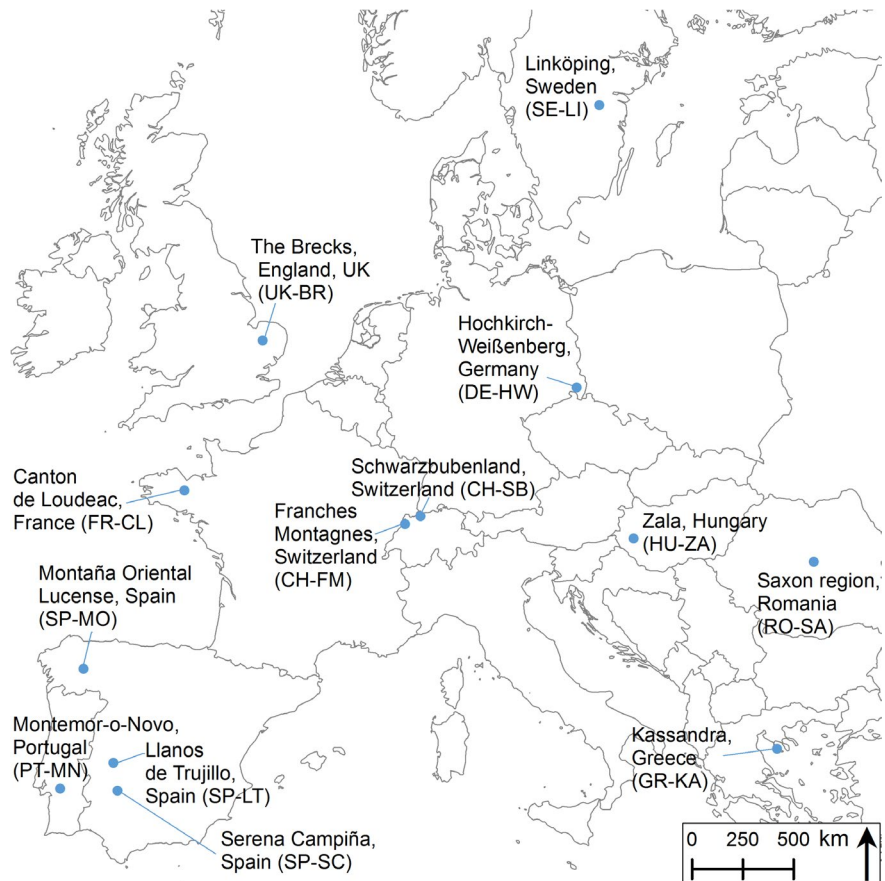 Linköping,
Sweden
(SE-LI)
The Brecks,
England, UK
(UK-BR)
Hochkirch-
Weißenberg,
Germany
(DE-HW)
Canton
de Loudeac,
France (FR-CL)
Schwarzbubenland,
Switzerland (CH-SB)
Franches
Montagnes,
Switzerland
(CH-FM)
Zala, Hungary
(HU-ZA)
Saxon region,
Romania
(RO-SA)
Montaña Oriental
Lucense, Spain
(SP-MO)
Montemor-o-Novo,
Portugal
(PT-MN)
Llanos
de Trujillo,
Spain (SP-LT)
Kassandra,
Greece
(GR-KA)
Serena Campiña,
Spain (SP-SC)
0 250 500 km